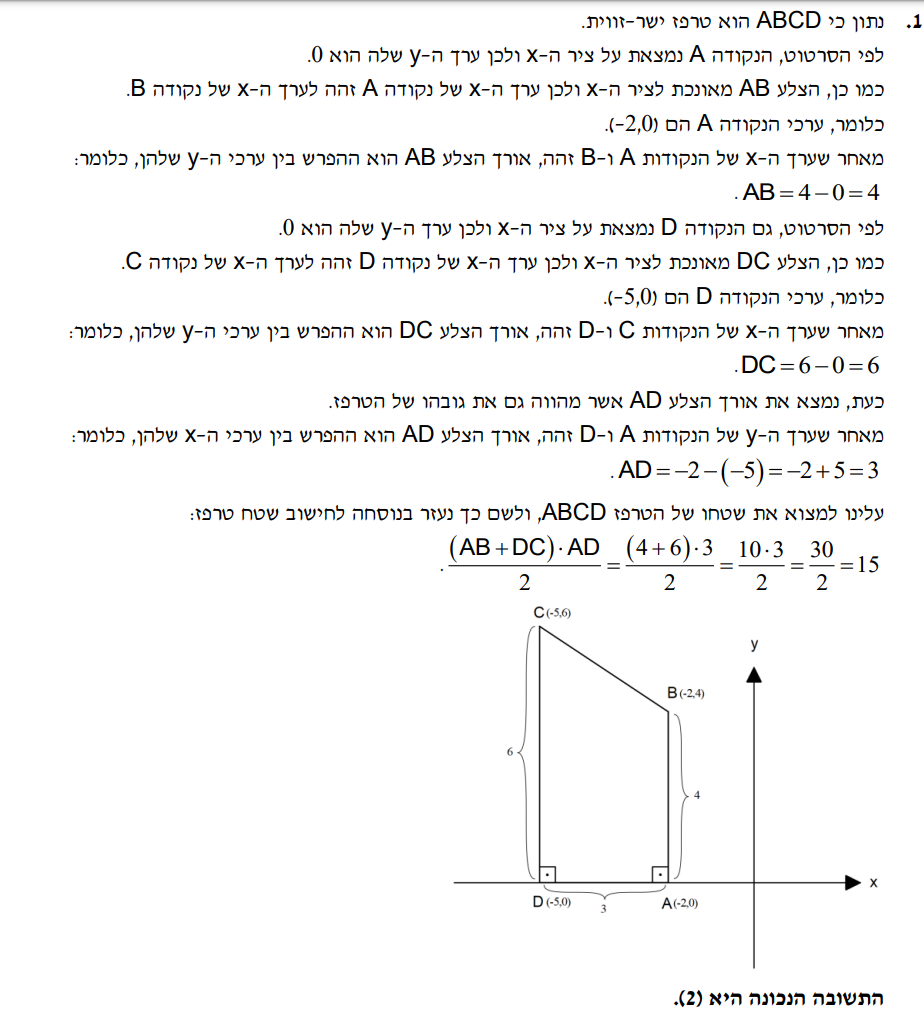 1. נתון כי ABCD הוא טרפז ישר-זווית.
לפי הסרטוט, הנקודה A נמצאת על ציר ה-x ולכן ערך ה-y שלה הוא 0.
כמו כן, הצלע AB מאונכת לציר ה-x ולכן ערך ה-x של נקודה A זהה לערך ה-x של נקודה B.
כלומר, ערכי הנקודה A הם (-2,0).
מאחר שערך ה-x של הנקודות A ו-B זהה, אורך הצלע AB הוא ההפרש בין ערכי ה-y שלהן, כלומר:
AB = 4 − 0 = 4 .
לפי הסרטוט, גם הנקודה D נמצאת על ציר ה-x ולכן ערך ה-y שלה הוא 0.
כמו כן, הצלע DC מאונכת לציר ה-x ולכן ערך ה-x של נקודה D זהה לערך ה-x של נקודה C.
כלומר, ערכי הנקודה D הם (-5,0).
מאחר שערך ה-x של הנקודות C ו-D זהה, אורך הצלע DC הוא ההפרש בין ערכי ה-y שלהן, כלומר:
DC = 6 − 0 = 6 .
כעת, נמצא את אורך הצלע AD אשר מהווה גם את גובהו של הטרפז.
מאחר שערך ה-y של הנקודות A ו-D זהה, אורך הצלע AD הוא ההפרש בין ערכי ה-x שלהן, כלומר:
AD = −2 − (−5) = −2 + 5 = 3 .
עלינו למצוא את שטחו של הטרפז ABCD, ולשם כך נעזר בנוסחה לחישוב שטח טרפז:
(AB + DC) · AD / 2 = (4 + 6) · 3 / 2 = 10 · 3 / 2 = 30 / 2 = 15 .
C (-5,6)
y
B (-2,4)
6
4
x
D (-5,0)
3
A (-2,0)
התשובה הנכונה היא (2).